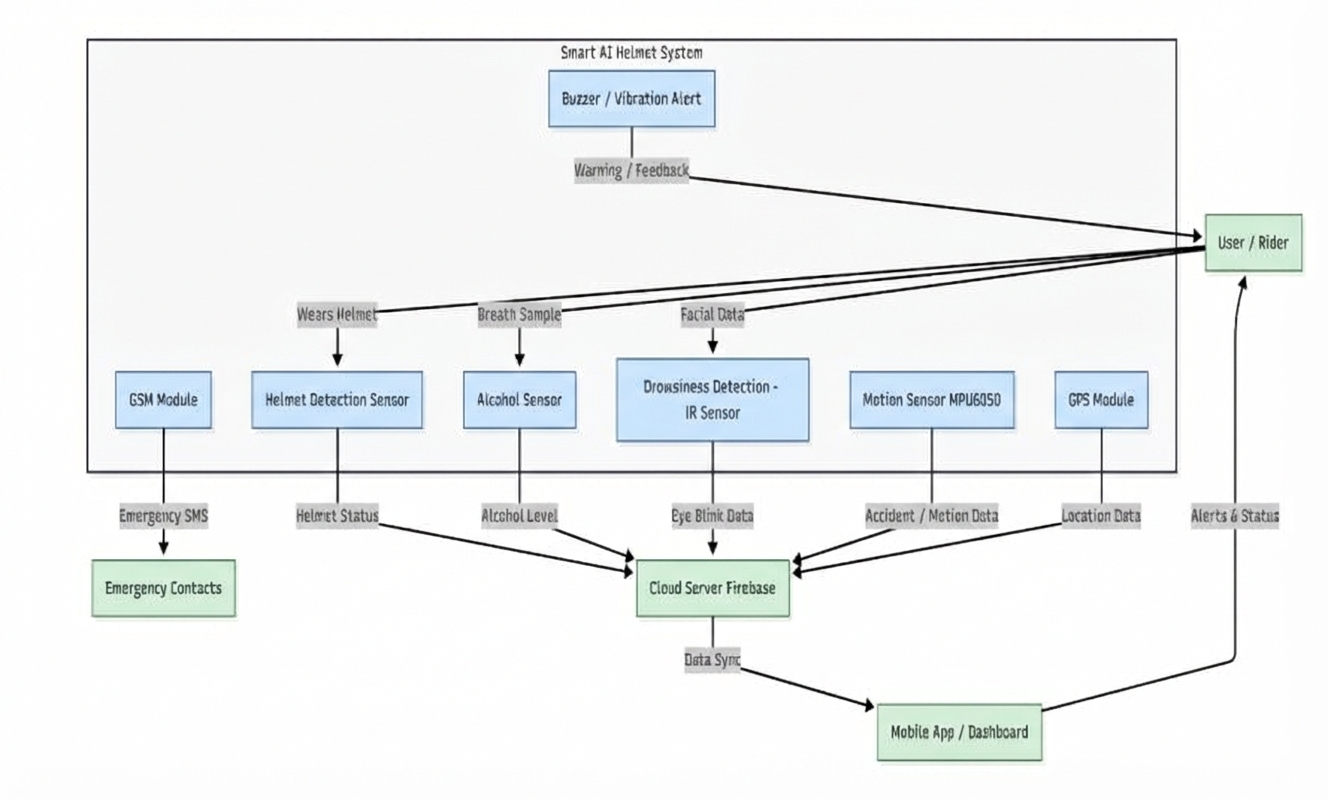 Smart AI Helmet System
Buzzer / Vibration Alert
Warning / Feedback
User / Rider
Wears Helmet
Breath Sample
Facial Data
GSM Module
Helmet Detection Sensor
Alcohol Sensor
Drowsiness Detection -
IR Sensor
Motion Sensor MPU6050
GPS Module
Emergency SMS
Helmet Status
Alcohol Level
Eye Blink Data
Accident / Motion Data
Location Data
Alerts & Status
Emergency Contacts
Cloud Server Firebase
Data Sync
Mobile App / Dashboard